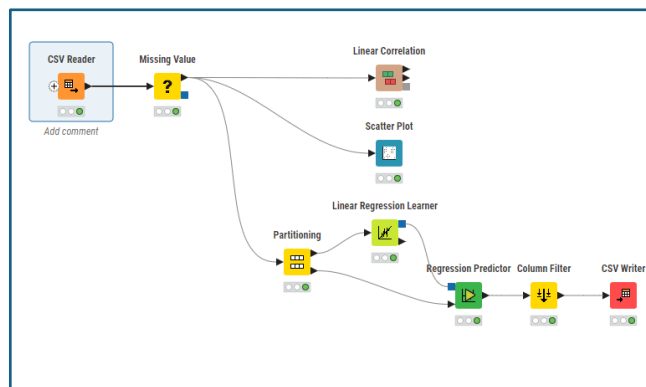 Linear Correlation
CSV Reader
Missing Value
?
Add comment
Scatter Plot
Linear Regression Learner
Partitioning
Regression Predictor
Column Filter
CSV Writer